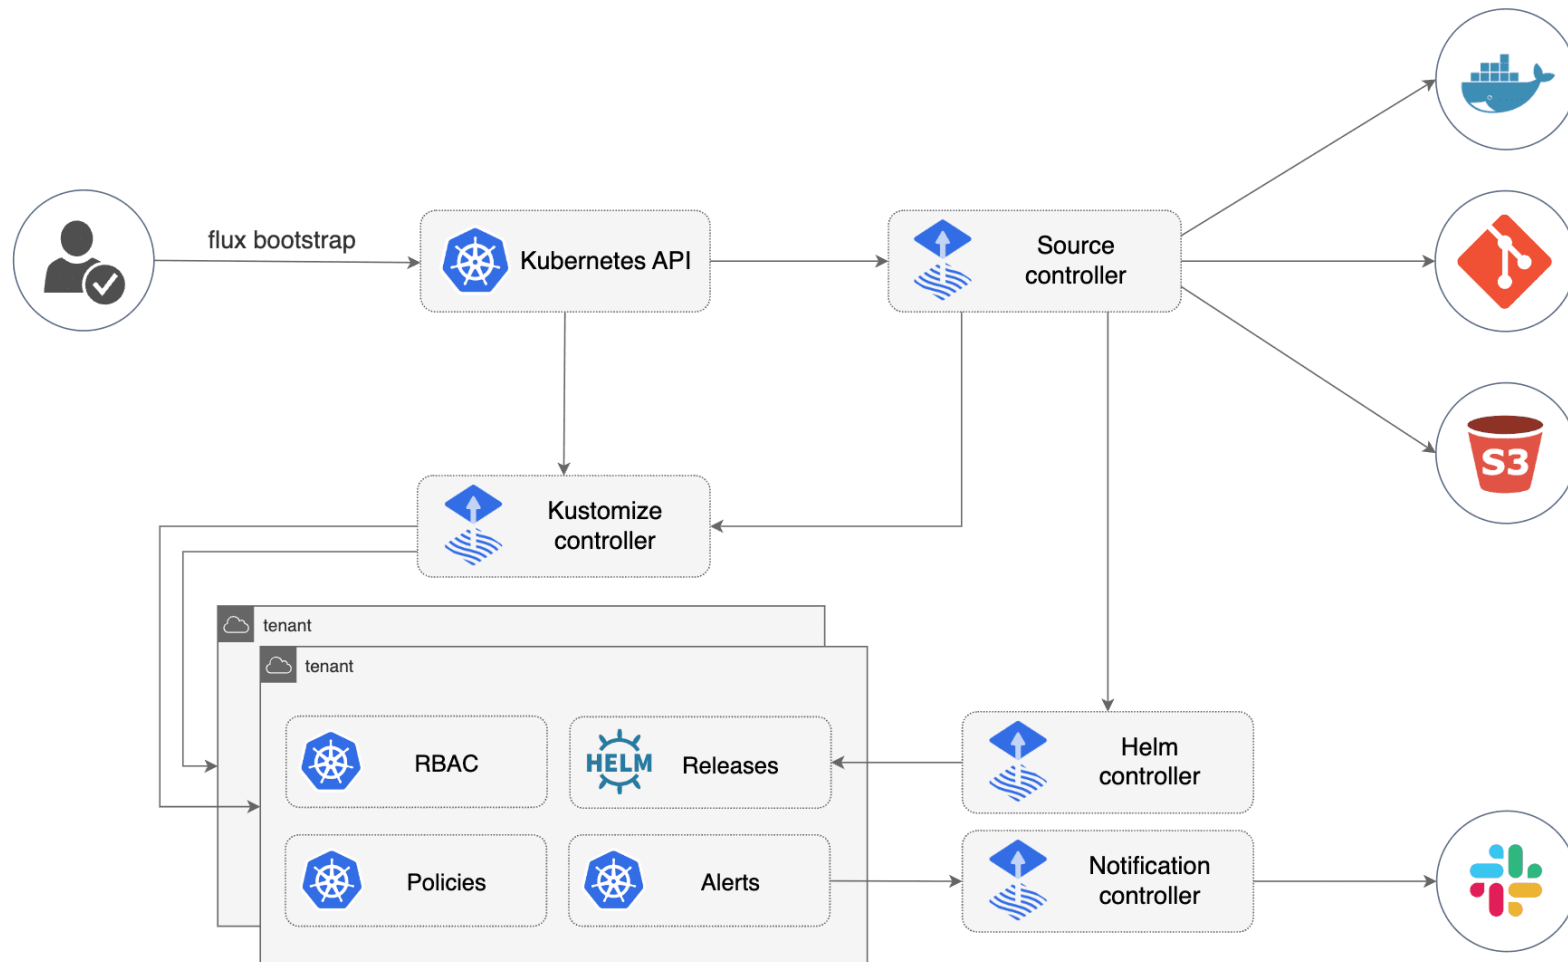 flux bootstrap
Kubernetes API
Source
controller
S3
Kustomize
controller
tenant
tenant
RBAC
HELM
Releases
Helm
controller
Policies
Alerts
Notification
controller